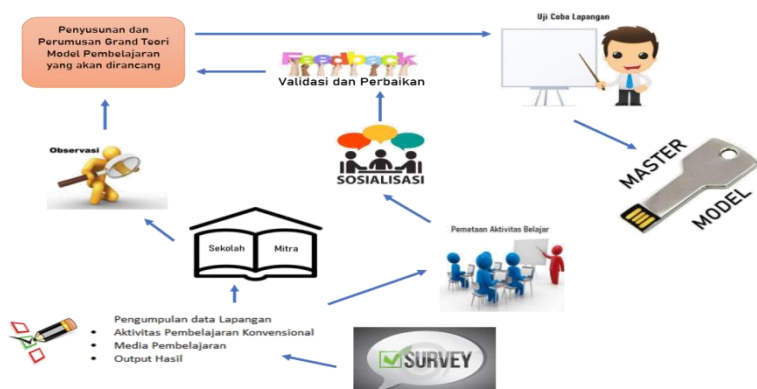 Penyusunan dan
Perumusan Grand Teori
Model Pembelajaran
yang akan dirancang
Uji Coba Lapangan
Feedback
Validasi dan Perbaikan
Observasi
SOSIALISASI
MASTER
MODEL
Sekolah
Mitra
Pemetaan Aktivitas Belajar
Pengumpulan data Lapangan
• Aktivitas Pembelajaran Konvensional
• Media Pembelajaran
• Output Hasil
SURVEY